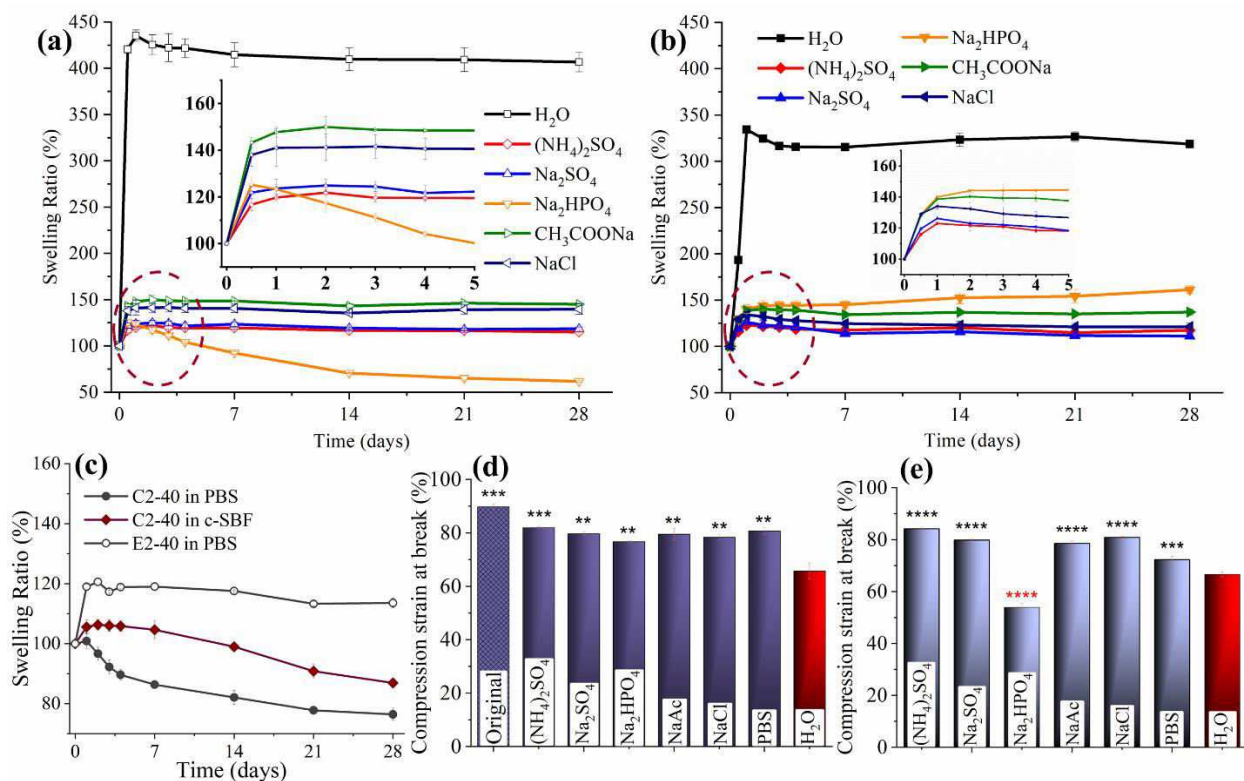 (a)
Swelling Ratio (%)
450
400
350
300
250
200
150
100
50
0
7
14
21
28
Time (days)
H₂O
(NH₄)₂SO₄
Na₂SO₄
Na₂HPO₄
CH₃COONa
NaCl
140
120
100
0
1
2
3
4
5
(b)
Swelling Ratio (%)
450
400
350
300
250
200
150
100
50
0
7
14
21
28
Time (days)
H₂O
(NH₄)₂SO₄
Na₂SO₄
Na₂HPO₄
CH₃COONa
NaCl
160
140
120
100
0
1
2
3
4
5
(c)
Swelling Ratio (%)
160
140
120
100
80
0
7
14
21
28
Time (days)
C2-40 in PBS
C2-40 in c-SBF
E2-40 in PBS
(d)
Compression strain at break (%)
100
80
60
40
20
0
***
***
**
**
**
**
**
Original
(NH₄)₂SO₄
Na₂SO₄
Na₂HPO₄
NaAc
NaCl
PBS
H₂O
(e)
Compression strain at break (%)
100
80
60
40
20
0
****
****
****
****
****
***
(NH₄)₂SO₄
Na₂SO₄
Na₂HPO₄
NaAc
NaCl
PBS
H₂O